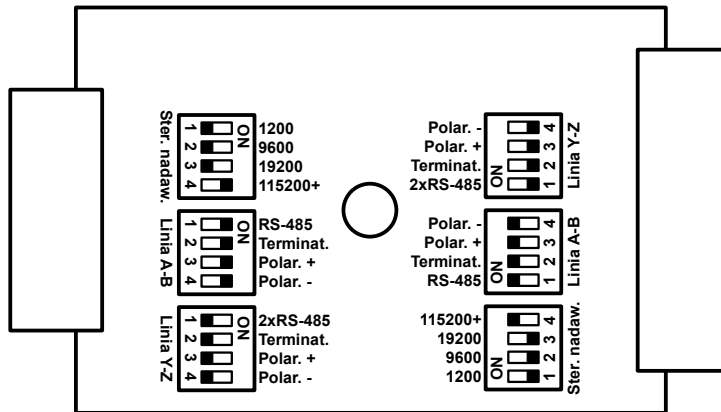 Ster. nadaw.
1 ON 1200
2 9600
3 19200
4 115200+
Linia A-B
1 ON RS-485
2 Terminat.
3 Polar. +
4 Polar. -
Linia Y-Z
1 ON 2xRS-485
2 Terminat.
3 Polar. +
4 Polar. -
Polar. - 4
Polar. + 3
Terminat. 2
2xRS-485 ON 1
Linia Y-Z
Polar. - 4
Polar. + 3
Terminat. 2
RS-485 ON 1
Linia A-B
115200+ 4
19200 3
9600 2
1200 ON 1
Ster. nadaw.